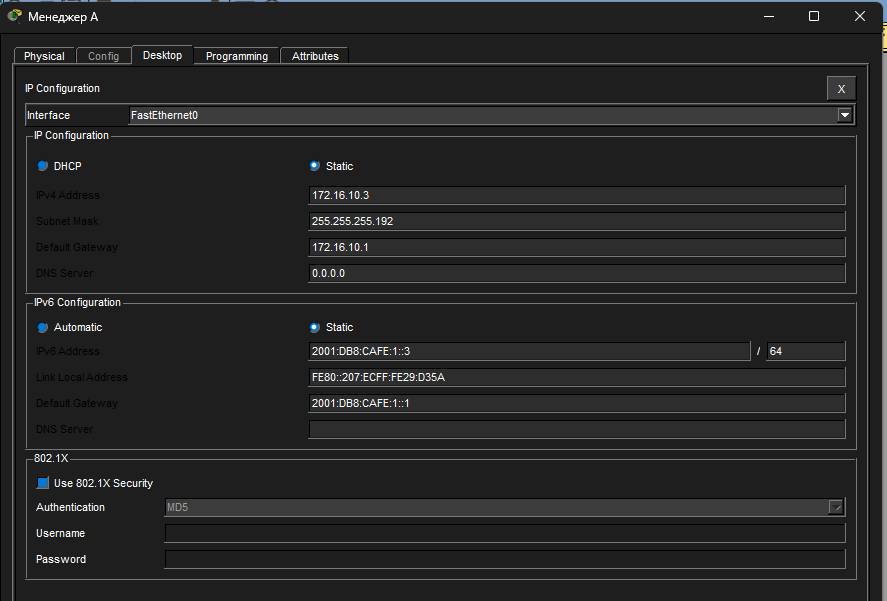 Менеджер А
Physical Config Desktop Programming Attributes
IP Configuration X
Interface FastEthernet0
IP Configuration
DHCP Static
IPv4 Address 172.16.10.3
Subnet Mask 255.255.255.192
Default Gateway 172.16.10.1
DNS Server 0.0.0.0
IPv6 Configuration
Automatic Static
IPv6 Address 2001:DB8:CAFE:1::3 / 64
Link Local Address FE80::207:ECFF:FE29:D35A
Default Gateway 2001:DB8:CAFE:1::1
DNS Server
802.1X
Use 802.1X Security
Authentication MD5
Username
Password